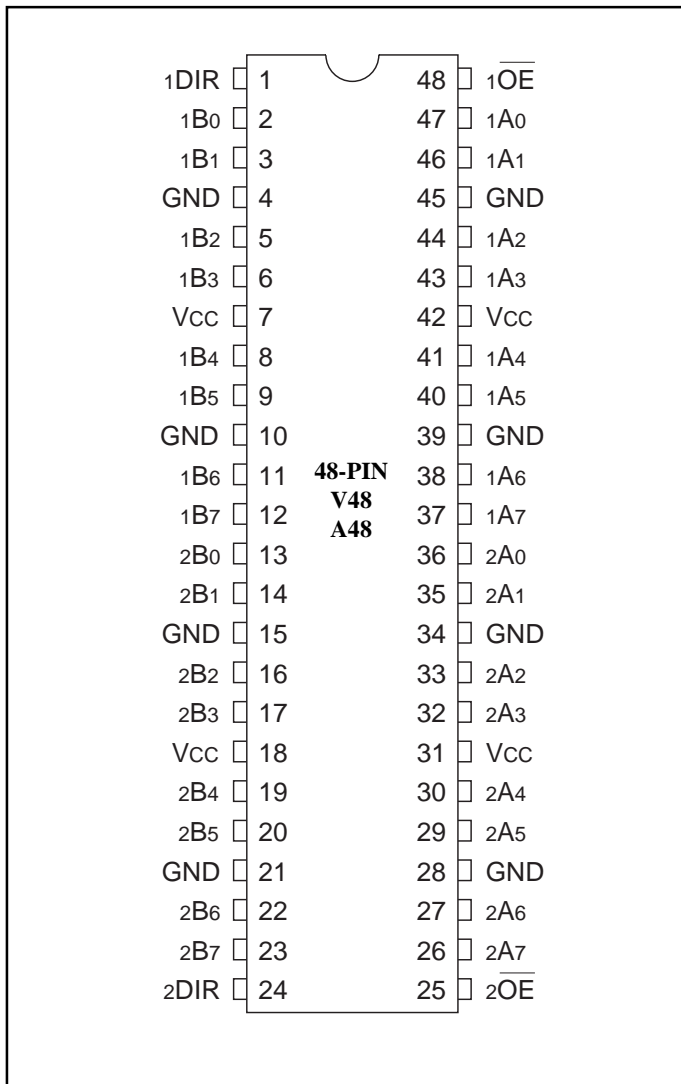 1DIR 1 48 1O̅E̅
1B0 2 47 1A0
1B1 3 46 1A1
GND 4 45 GND
1B2 5 44 1A2
1B3 6 43 1A3
VCC 7 42 VCC
1B4 8 41 1A4
1B5 9 40 1A5
GND 10 39 GND
1B6 11 48-PIN 38 1A6
V48
1B7 12 37 1A7
A48
2B0 13 36 2A0
2B1 14 35 2A1
GND 15 34 GND
2B2 16 33 2A2
2B3 17 32 2A3
VCC 18 31 VCC
2B4 19 30 2A4
2B5 20 29 2A5
GND 21 28 GND
2B6 22 27 2A6
2B7 23 26 2A7
2DIR 24 25 2O̅E̅